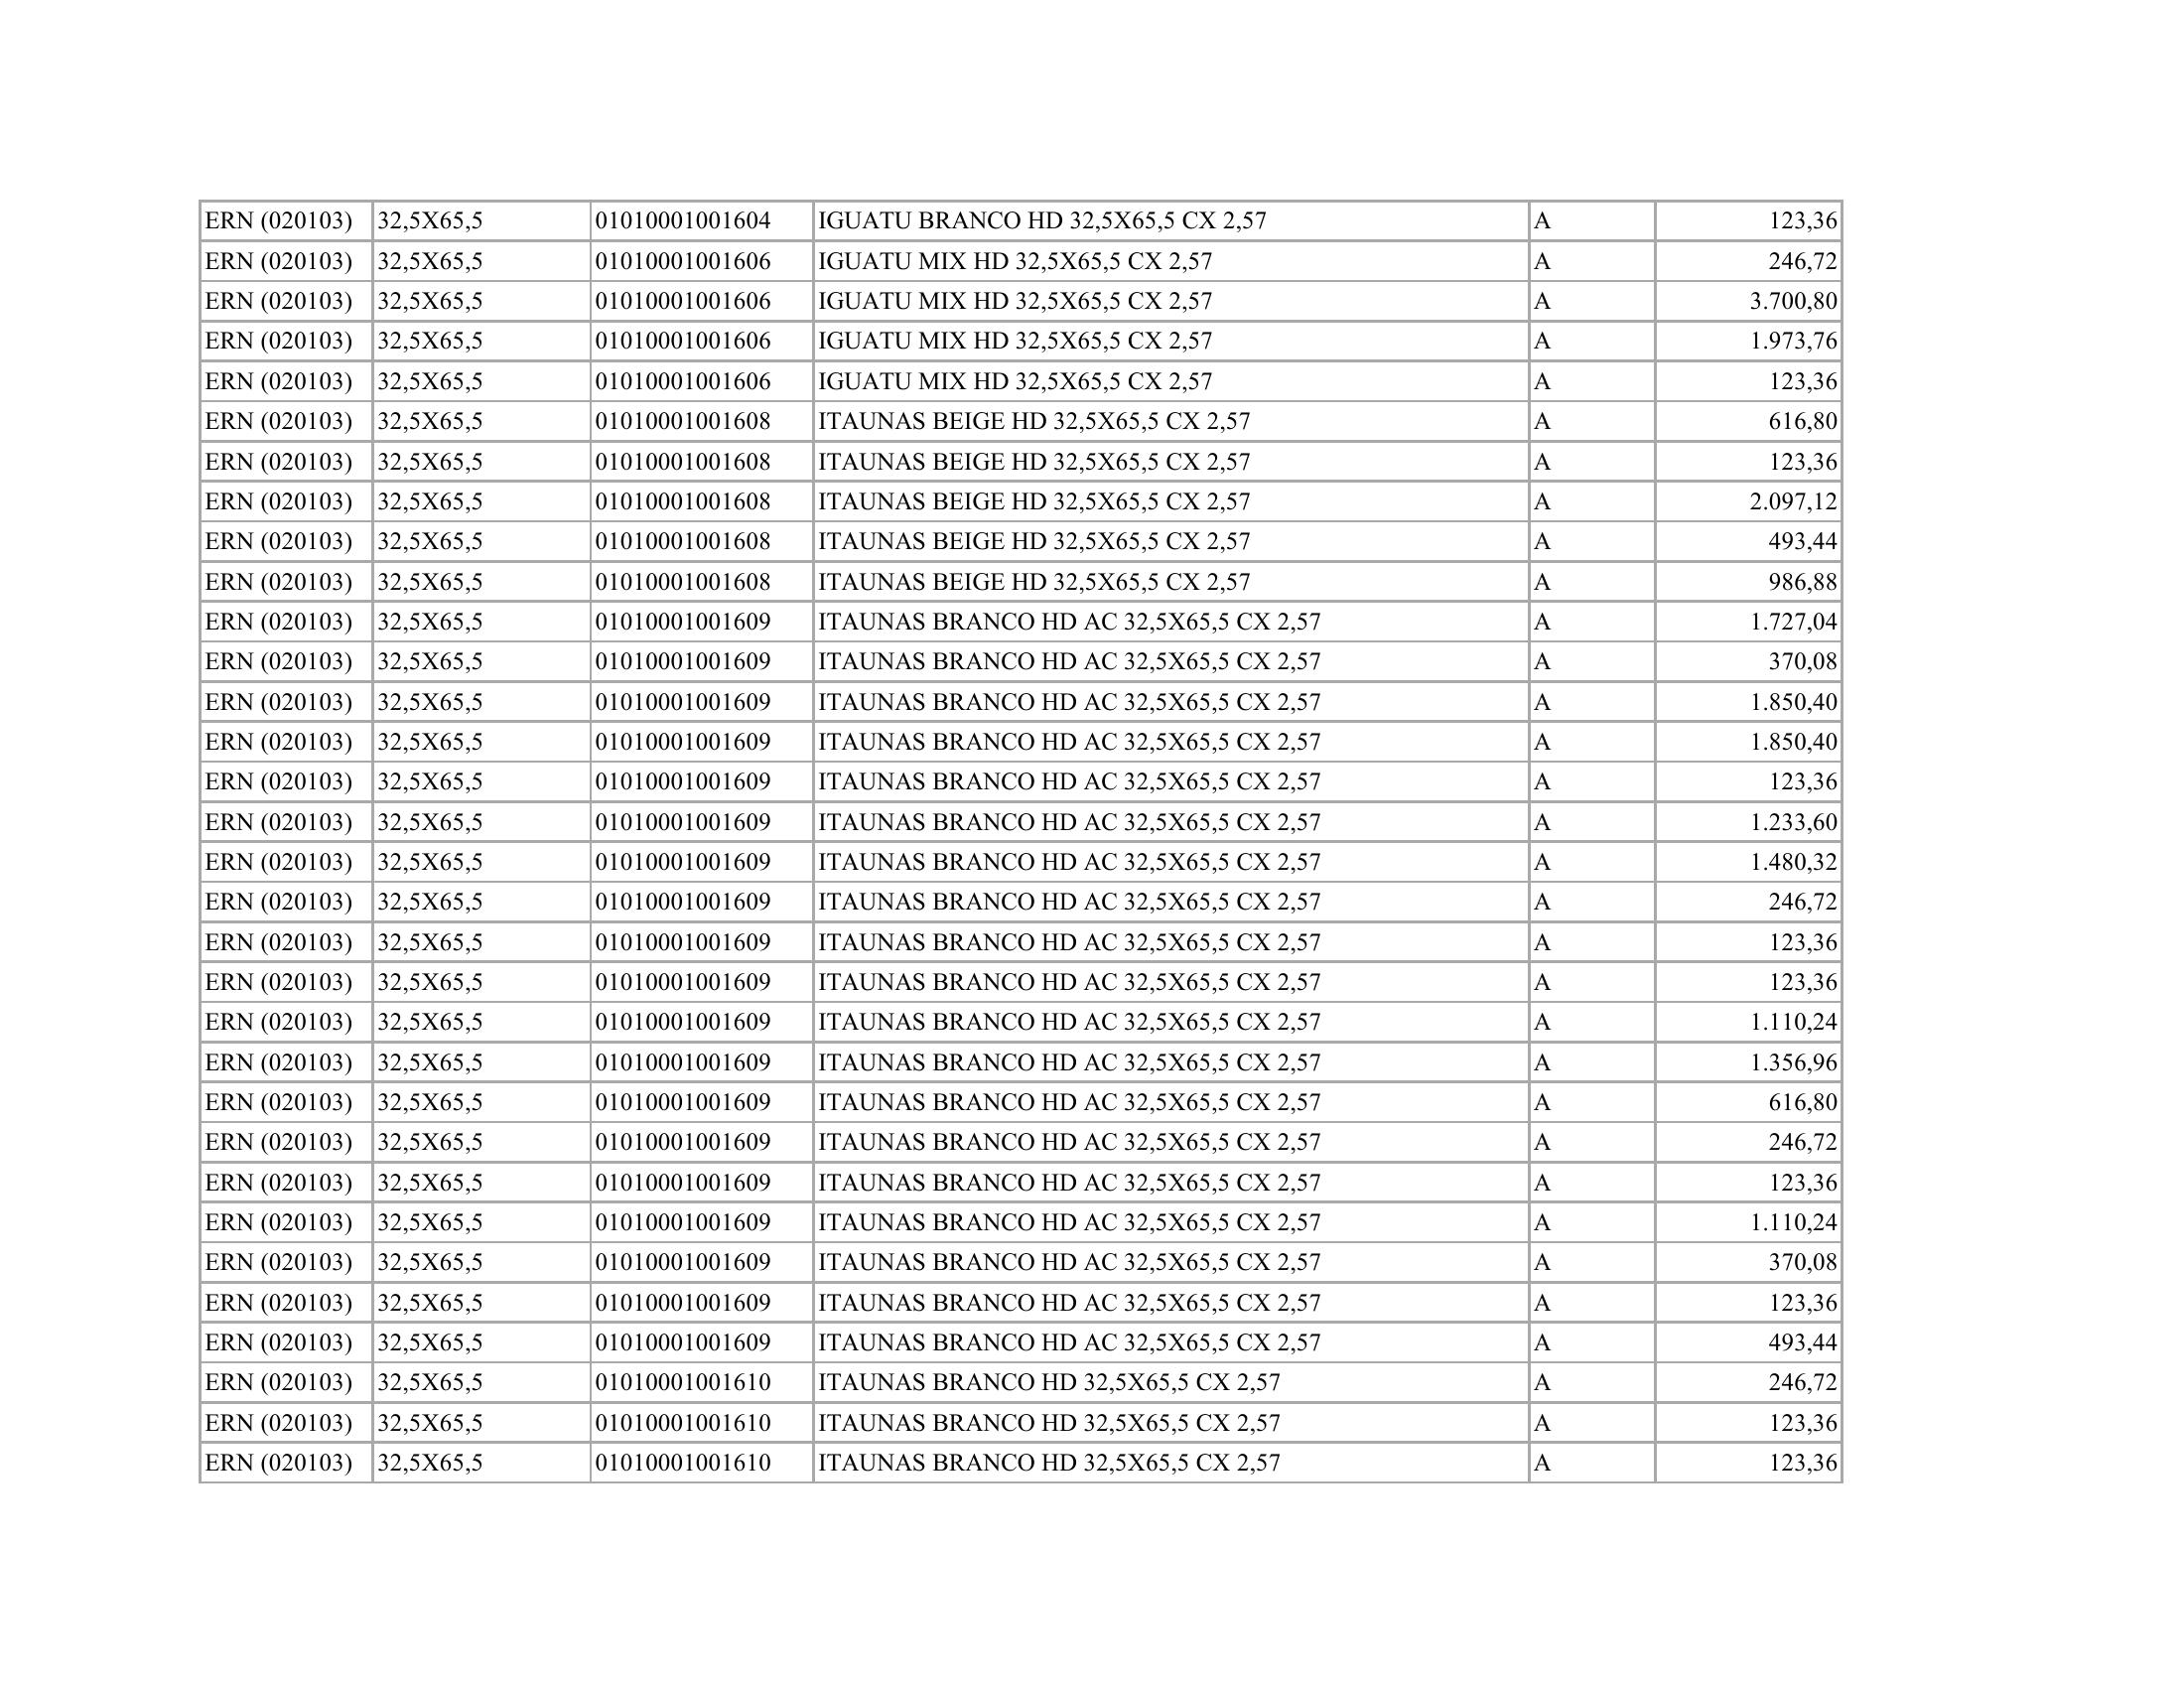 ERN (020103) 32,5X65,5 01010001001604 IGUATU BRANCO HD 32,5X65,5 CX 2,57 A 123,36
ERN (020103) 32,5X65,5 01010001001606 IGUATU MIX HD 32,5X65,5 CX 2,57 A 246,72
ERN (020103) 32,5X65,5 01010001001606 IGUATU MIX HD 32,5X65,5 CX 2,57 A 3.700,80
ERN (020103) 32,5X65,5 01010001001606 IGUATU MIX HD 32,5X65,5 CX 2,57 A 1.973,76
ERN (020103) 32,5X65,5 01010001001606 IGUATU MIX HD 32,5X65,5 CX 2,57 A 123,36
ERN (020103) 32,5X65,5 01010001001608 ITAUNAS BEIGE HD 32,5X65,5 CX 2,57 A 616,80
ERN (020103) 32,5X65,5 01010001001608 ITAUNAS BEIGE HD 32,5X65,5 CX 2,57 A 123,36
ERN (020103) 32,5X65,5 01010001001608 ITAUNAS BEIGE HD 32,5X65,5 CX 2,57 A 2.097,12
ERN (020103) 32,5X65,5 01010001001608 ITAUNAS BEIGE HD 32,5X65,5 CX 2,57 A 493,44
ERN (020103) 32,5X65,5 01010001001608 ITAUNAS BEIGE HD 32,5X65,5 CX 2,57 A 986,88
ERN (020103) 32,5X65,5 01010001001609 ITAUNAS BRANCO HD AC 32,5X65,5 CX 2,57 A 1.727,04
ERN (020103) 32,5X65,5 01010001001609 ITAUNAS BRANCO HD AC 32,5X65,5 CX 2,57 A 370,08
ERN (020103) 32,5X65,5 01010001001609 ITAUNAS BRANCO HD AC 32,5X65,5 CX 2,57 A 1.850,40
ERN (020103) 32,5X65,5 01010001001609 ITAUNAS BRANCO HD AC 32,5X65,5 CX 2,57 A 1.850,40
ERN (020103) 32,5X65,5 01010001001609 ITAUNAS BRANCO HD AC 32,5X65,5 CX 2,57 A 123,36
ERN (020103) 32,5X65,5 01010001001609 ITAUNAS BRANCO HD AC 32,5X65,5 CX 2,57 A 1.233,60
ERN (020103) 32,5X65,5 01010001001609 ITAUNAS BRANCO HD AC 32,5X65,5 CX 2,57 A 1.480,32
ERN (020103) 32,5X65,5 01010001001609 ITAUNAS BRANCO HD AC 32,5X65,5 CX 2,57 A 246,72
ERN (020103) 32,5X65,5 01010001001609 ITAUNAS BRANCO HD AC 32,5X65,5 CX 2,57 A 123,36
ERN (020103) 32,5X65,5 01010001001609 ITAUNAS BRANCO HD AC 32,5X65,5 CX 2,57 A 123,36
ERN (020103) 32,5X65,5 01010001001609 ITAUNAS BRANCO HD AC 32,5X65,5 CX 2,57 A 1.110,24
ERN (020103) 32,5X65,5 01010001001609 ITAUNAS BRANCO HD AC 32,5X65,5 CX 2,57 A 1.356,96
ERN (020103) 32,5X65,5 01010001001609 ITAUNAS BRANCO HD AC 32,5X65,5 CX 2,57 A 616,80
ERN (020103) 32,5X65,5 01010001001609 ITAUNAS BRANCO HD AC 32,5X65,5 CX 2,57 A 246,72
ERN (020103) 32,5X65,5 01010001001609 ITAUNAS BRANCO HD AC 32,5X65,5 CX 2,57 A 123,36
ERN (020103) 32,5X65,5 01010001001609 ITAUNAS BRANCO HD AC 32,5X65,5 CX 2,57 A 1.110,24
ERN (020103) 32,5X65,5 01010001001609 ITAUNAS BRANCO HD AC 32,5X65,5 CX 2,57 A 370,08
ERN (020103) 32,5X65,5 01010001001609 ITAUNAS BRANCO HD AC 32,5X65,5 CX 2,57 A 123,36
ERN (020103) 32,5X65,5 01010001001609 ITAUNAS BRANCO HD AC 32,5X65,5 CX 2,57 A 493,44
ERN (020103) 32,5X65,5 01010001001610 ITAUNAS BRANCO HD 32,5X65,5 CX 2,57 A 246,72
ERN (020103) 32,5X65,5 01010001001610 ITAUNAS BRANCO HD 32,5X65,5 CX 2,57 A 123,36
ERN (020103) 32,5X65,5 01010001001610 ITAUNAS BRANCO HD 32,5X65,5 CX 2,57 A 123,36